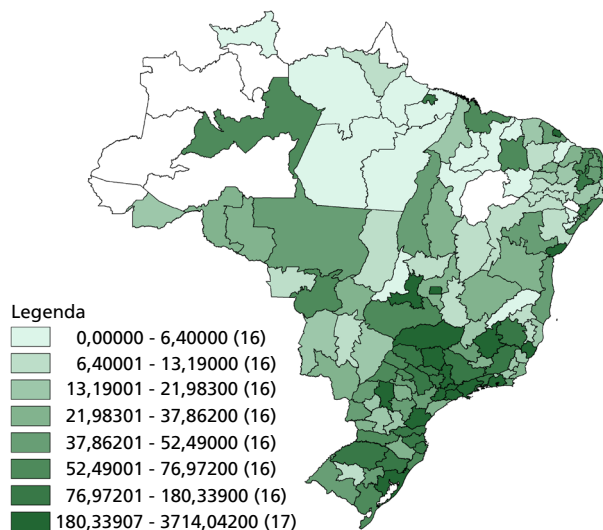 Legenda
0,00000 - 6,40000 (16)
6,40001 - 13,19000 (16)
13,19001 - 21,98300 (16)
21,98301 - 37,86200 (16)
37,86201 - 52,49000 (16)
52,49001 - 76,97200 (16)
76,97201 - 180,33900 (16)
180,33907 - 3714,04200 (17)